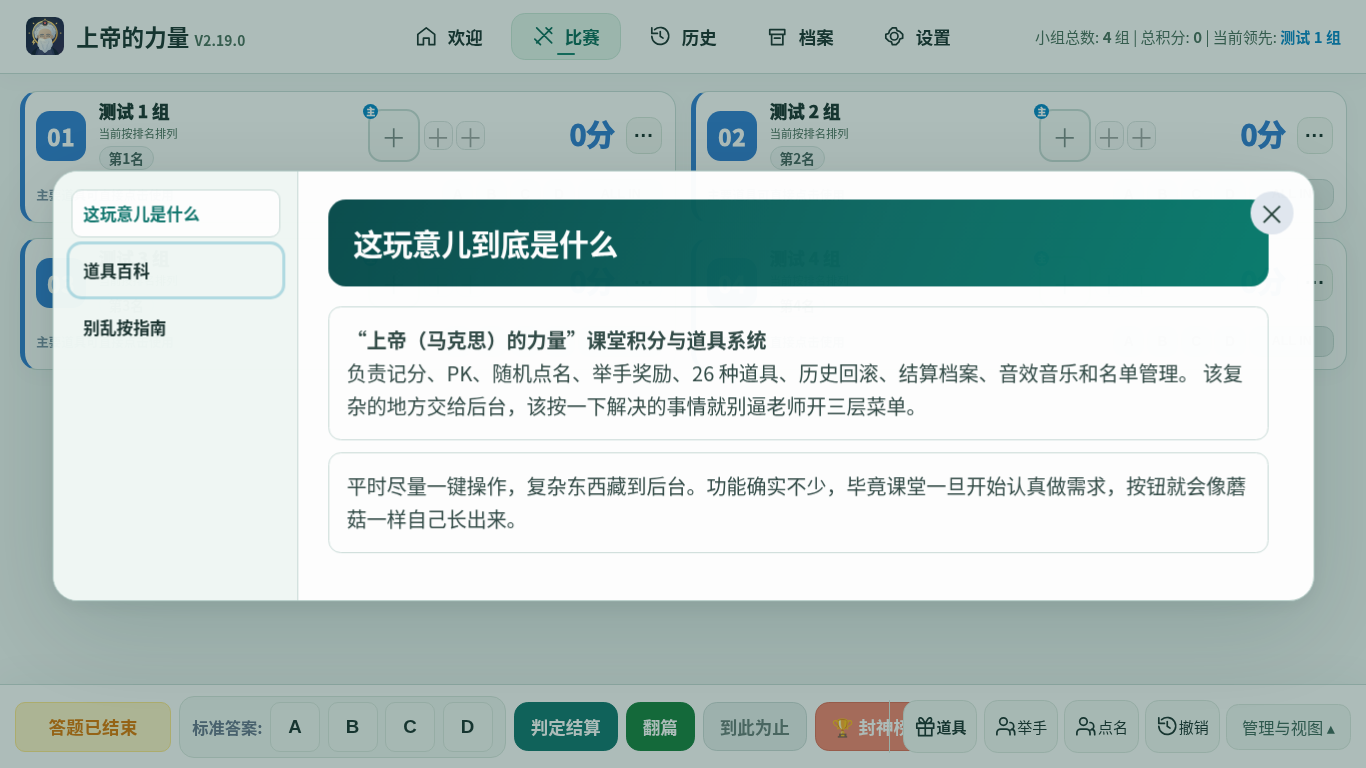 上帝的力量 V2.19.0
欢迎
比赛
历史
档案
设置
小组总数: 4 组 | 总积分: 0 | 当前领先: 测试 1 组
01
测试 1 组
当前按排名排列
第1名
主
0分
...
02
测试 2 组
当前按排名排列
第2名
主
0分
...
这玩意儿是什么
道具百科
别乱按指南
这玩意儿到底是什么
“上帝（马克思）的力量”课堂积分与道具系统
负责记分、PK、随机点名、举手奖励、26 种道具、历史回滚、结算档案、音效音乐和名单管理。 该复
杂的地方交给后台，该按一下解决的事情就别逼老师开三层菜单。
平时尽量一键操作，复杂东西藏到后台。功能确实不少，毕竟课堂一旦开始认真做需求，按钮就会像蘑
菇一样自己长出来。
答题已结束
标准答案:
A
B
C
D
判定结算
翻篇
到此为止
封神榜
道具
举手
点名
撤销
管理与视图▴